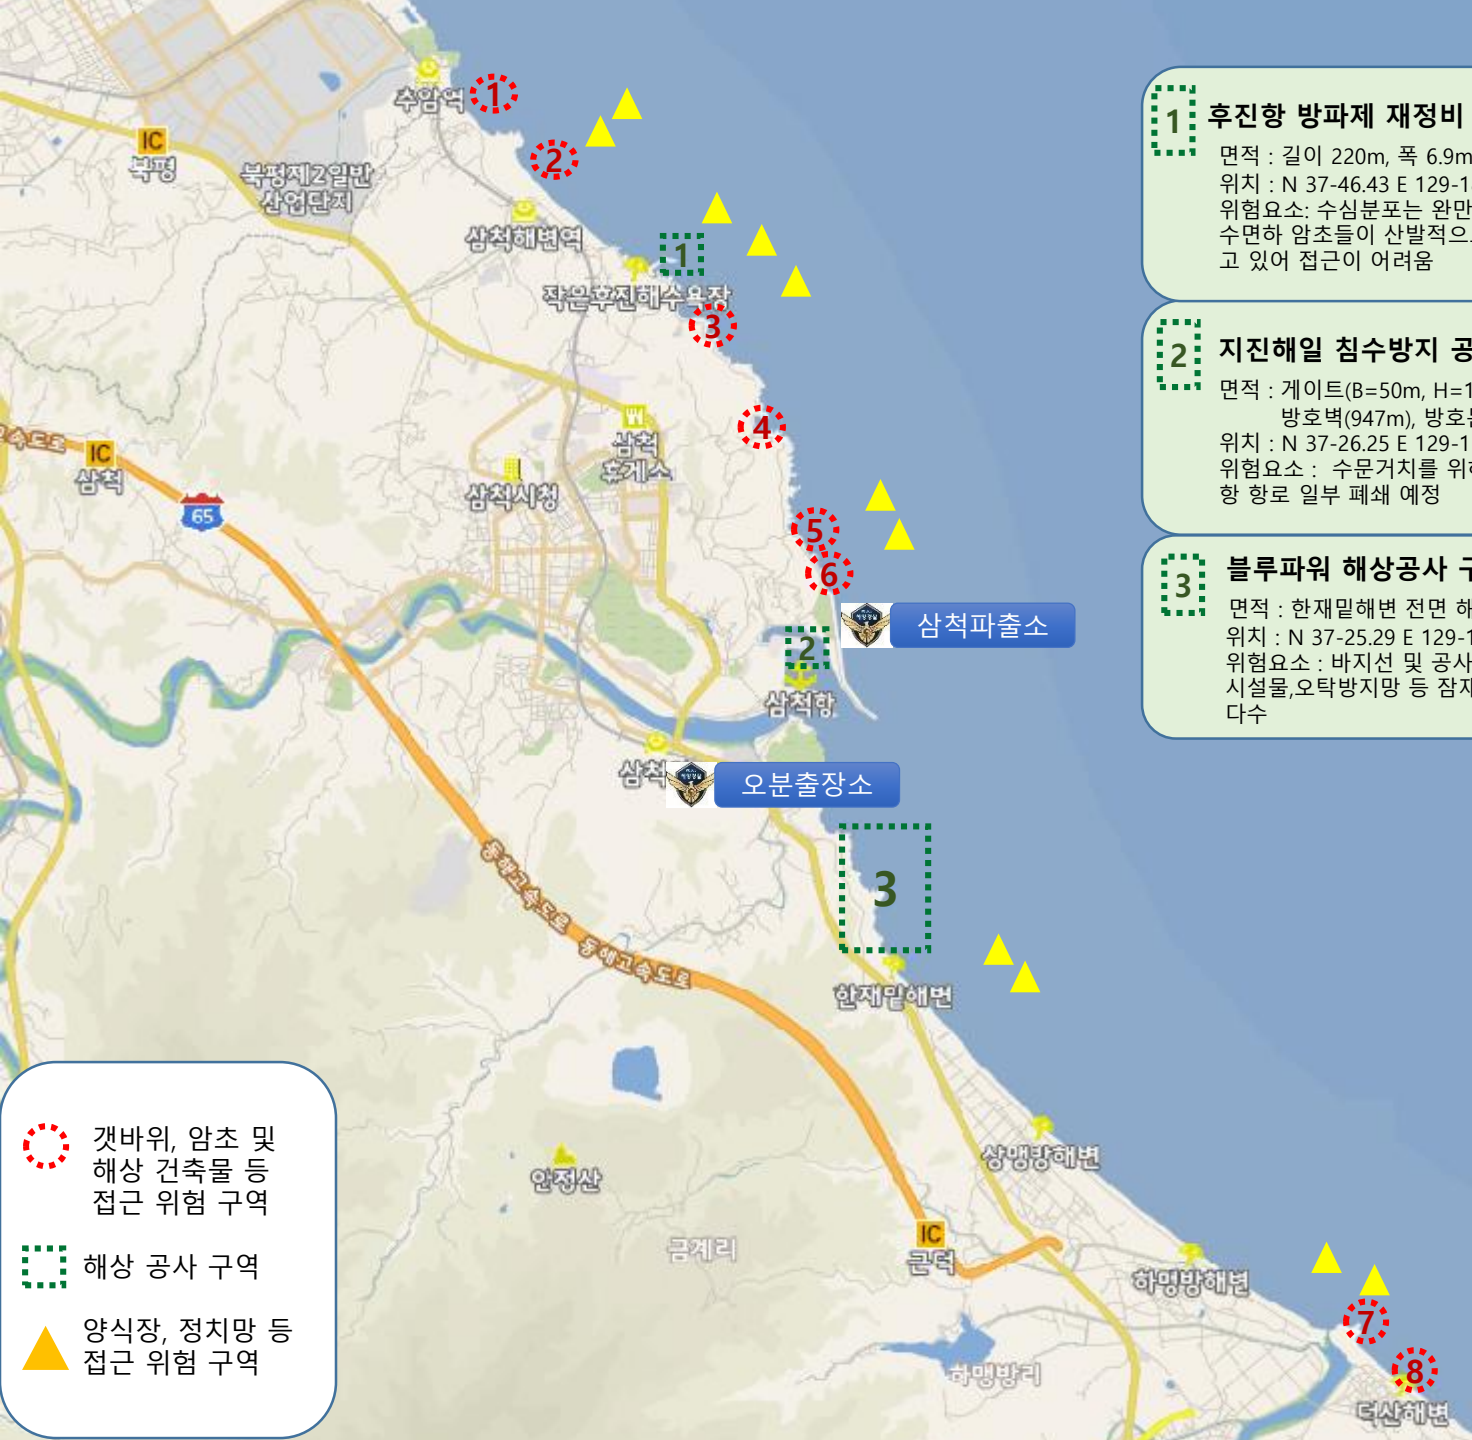 추암역
1
2
IC
북평
북평제2일반
산업단지
삼척해변역
1
작은후진해수욕장
3
4
IC
삼척
65
삼척시청
삼척
휴게소
5
6
삼척파출소
2
삼척항
오분출장소
3
동해고속도로 동해고속도로
한재밑해변
안정산
금계리
상맹방해변
IC
근덕
하맹방해변
하맹방리
7
8
덕산해변
1 후진항 방파제 재정비
면적 : 길이 220m, 폭 6.9m
위치 : N 37-46.43 E 129-1
위험요소: 수심분포는 완만
수면하 암초들이 산발적으
고 있어 접근이 어려움
2 지진해일 침수방지 공
면적 : 게이트(B=50m, H=1
방호벽(947m), 방호
위치 : N 37-26.25 E 129-1
위험요소 : 수문거치를 위
항 항로 일부 폐쇄 예정
3 블루파워 해상공사 구
면적 : 한재밑해변 전면 해
위치 : N 37-25.29 E 129-1
위험요소 : 바지선 및 공사
시설물,오탁방지망 등 잠재
다수
갯바위, 암초 및
해상 건축물 등
접근 위험 구역
해상 공사 구역
양식장, 정치망 등
접근 위험 구역